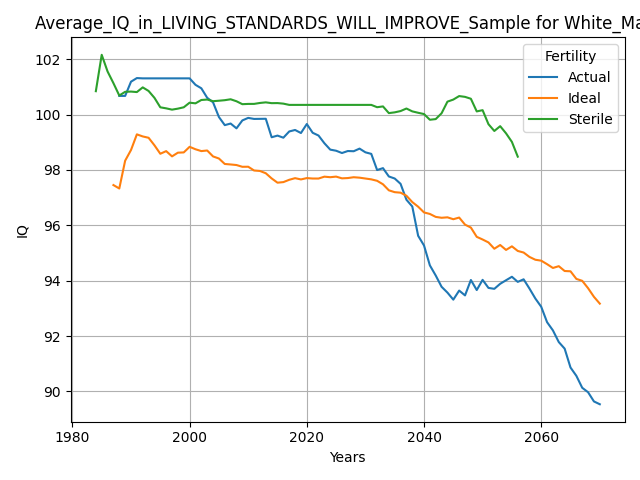 Average_IQ_in_LIVING_STANDARDS_WILL_IMPROVE_Sample for White_Ma
Fertility
Actual
Ideal
Sterile
IQ
102
100
98
96
94
92
90
1980
2000
2020
2040
2060
Years